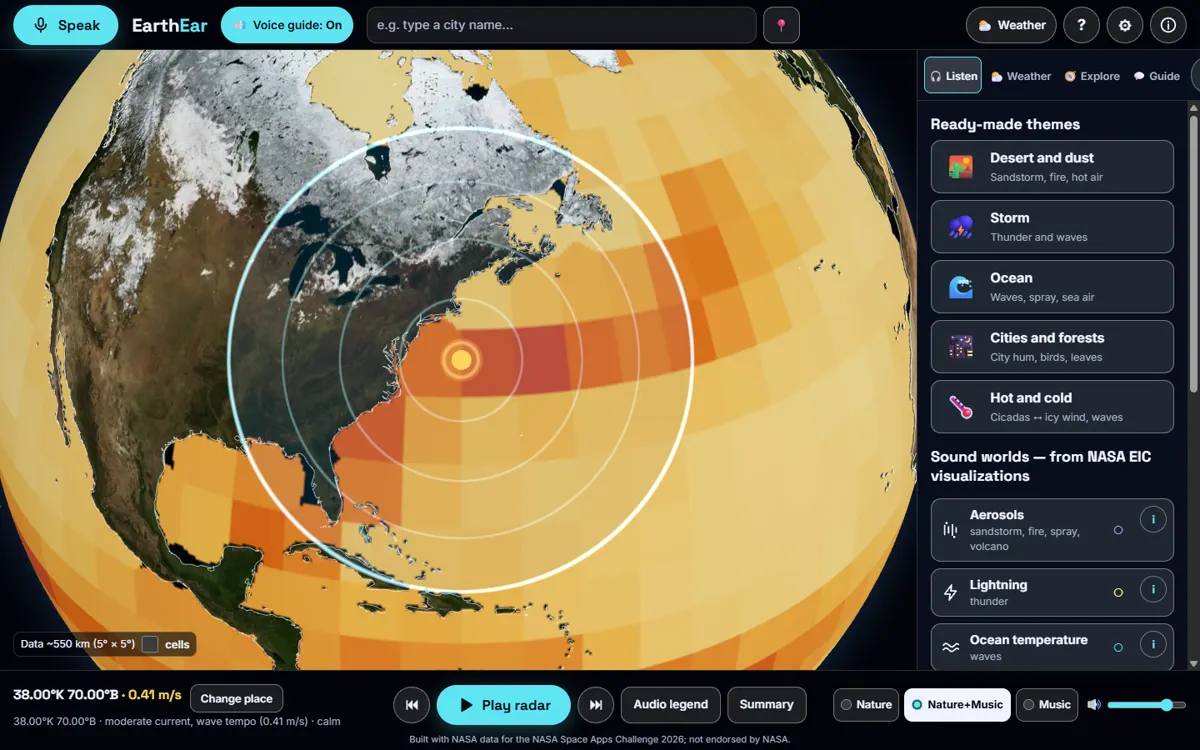 Speak
EarthEar
Voice guide: On
e.g. type a city name...
Weather
?
Listen
Weather
Explore
Guide
Ready-made themes
Desert and dust
Sandstorm, fire, hot air
Storm
Thunder and waves
Ocean
Waves, spray, sea air
Cities and forests
City hum, birds, leaves
Hot and cold
Cicadas ↔ icy wind, waves
Sound worlds — from NASA EIC
visualizations
Aerosols
sandstorm, fire, spray,
volcano
i
Lightning
thunder
i
Ocean temperature
waves
i
Data ~550 km (5° × 5°)
cells
38.00°K 70.00°B · 0.41 m/s
Change place
38.00°K 70.00°B · moderate current, wave tempo (0.41 m/s) · calm
Play radar
Audio legend
Summary
Nature
Nature+Music
Music
Built with NASA data for the NASA Space Apps Challenge 2026; not endorsed by NASA.